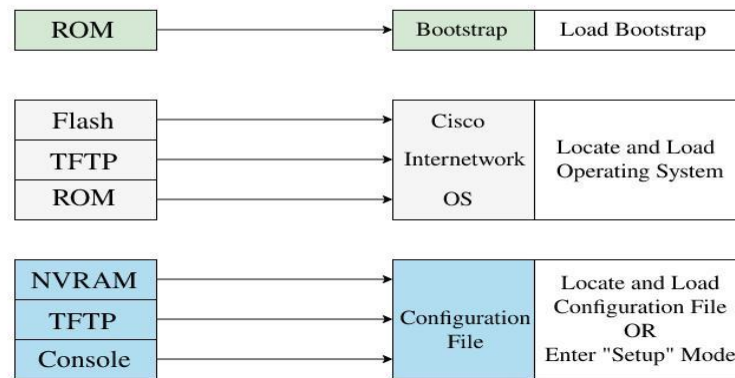 ROM
Bootstrap
Load Bootstrap
Flash
TFTP
ROM
Cisco
Internetwork
OS
Locate and Load
Operating System
NVRAM
TFTP
Console
Configuration
File
Locate and Load
Configuration File
OR
Enter "Setup" Mode